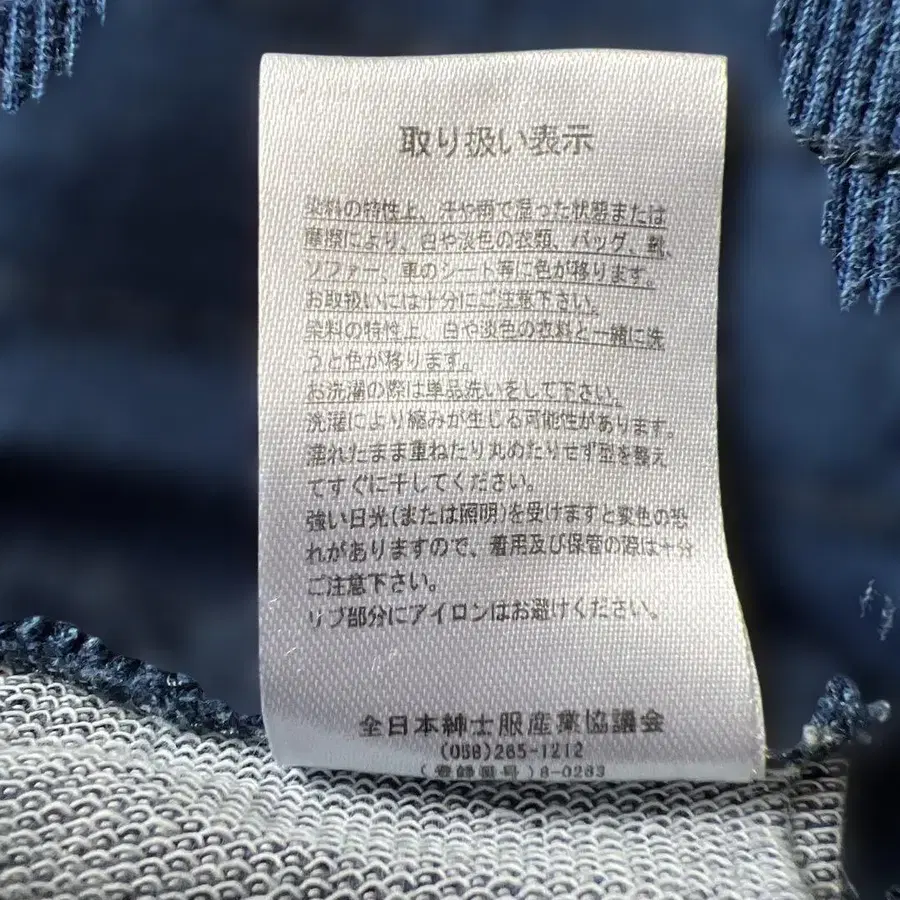 取り扱い表示
染料の特性上、汗や雨で湿った状態または
摩擦により、白や淡色の衣類、バッグ、靴、
ソファー、車のシート等に色が移ります。
お取扱いには十分にご注意下さい。
染料の特性上、白や淡色の衣料と一緒に洗
うと色が移ります。
お洗濯の際は単品洗いをして下さい。
洗濯により縮みが生じる可能性があります。
濡れたまま重ねたり丸めたりせず型を整え
てすぐに干してください。
強い日光(または照明)を受けますと変色の恐
れがありますので、着用及び保管の際は十分
ご注意下さい。
リブ部分にアイロンはお避けください。
全日本紳士服産業協議会
(058)265-1212
(登録番号)8-0283